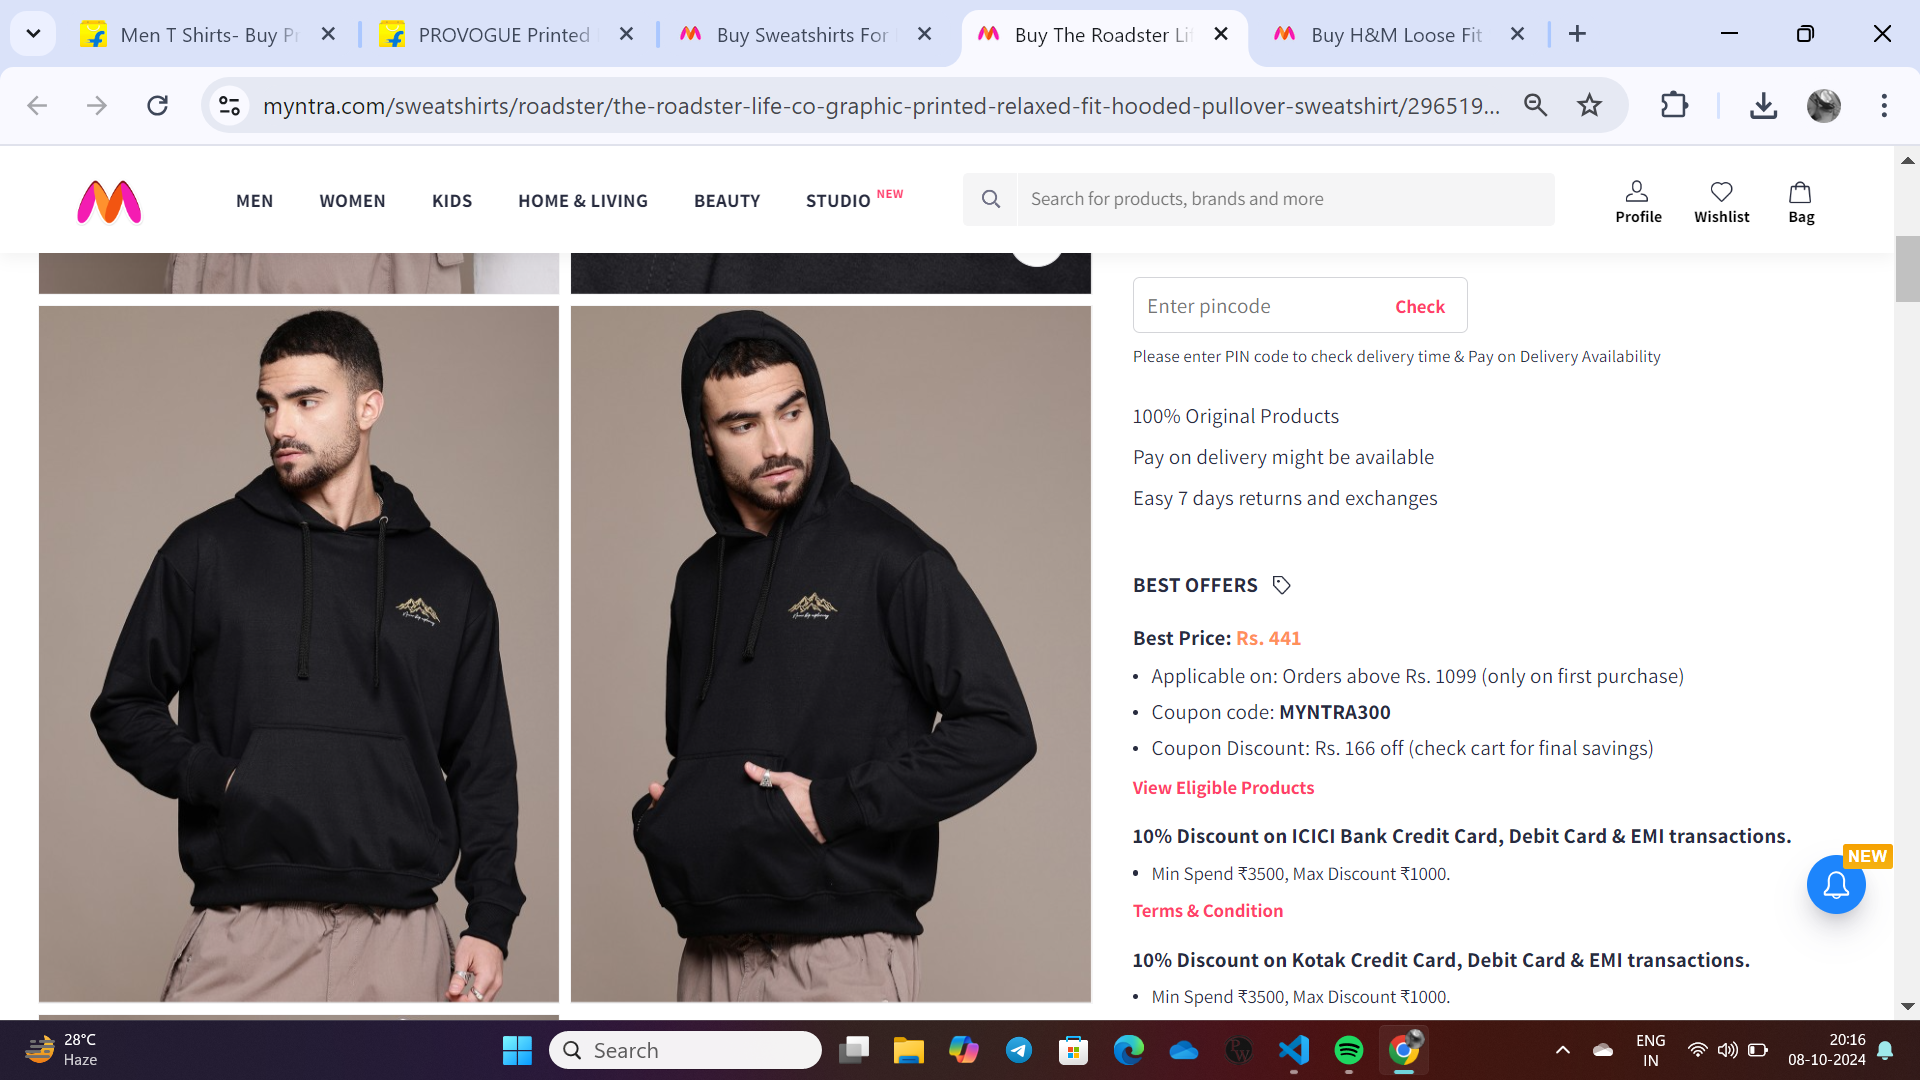 Men T Shirts- Buy Pr
PROVOGUE Printed
Buy Sweatshirts For
Buy The Roadster Lif
Buy H&M Loose Fit
myntra.com/sweatshirts/roadster/the-roadster-life-co-graphic-printed-relaxed-fit-hooded-pullover-sweatshirt/296519...
MEN
WOMEN
KIDS
HOME & LIVING
BEAUTY
STUDIO NEW
Search for products, brands and more
Profile
Wishlist
Bag
Enter pincode
Check
Please enter PIN code to check delivery time & Pay on Delivery Availability
100% Original Products
Pay on delivery might be available
Easy 7 days returns and exchanges
BEST OFFERS
Best Price: Rs. 441
• Applicable on: Orders above Rs. 1099 (only on first purchase)
• Coupon code: MYNTRA300
• Coupon Discount: Rs. 166 off (check cart for final savings)
View Eligible Products
10% Discount on ICICI Bank Credit Card, Debit Card & EMI transactions.
• Min Spend ₹3500, Max Discount ₹1000.
Terms & Condition
10% Discount on Kotak Credit Card, Debit Card & EMI transactions.
• Min Spend ₹3500, Max Discount ₹1000.
NEW
28°C
Haze
Search
ENG
IN
20:16
08-10-2024